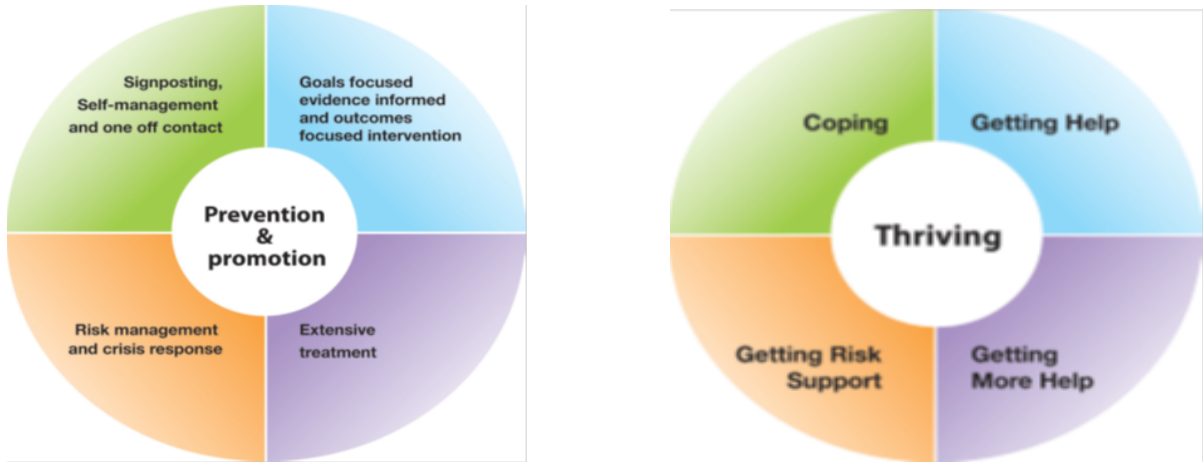 Signposting,
Self-management
and one off contact
Goals focused
evidence informed
and outcomes
focused intervention
Prevention
&
promotion
Risk management
and crisis response
Extensive
treatment
Coping
Getting Help
Thriving
Getting Risk
Support
Getting
More Help